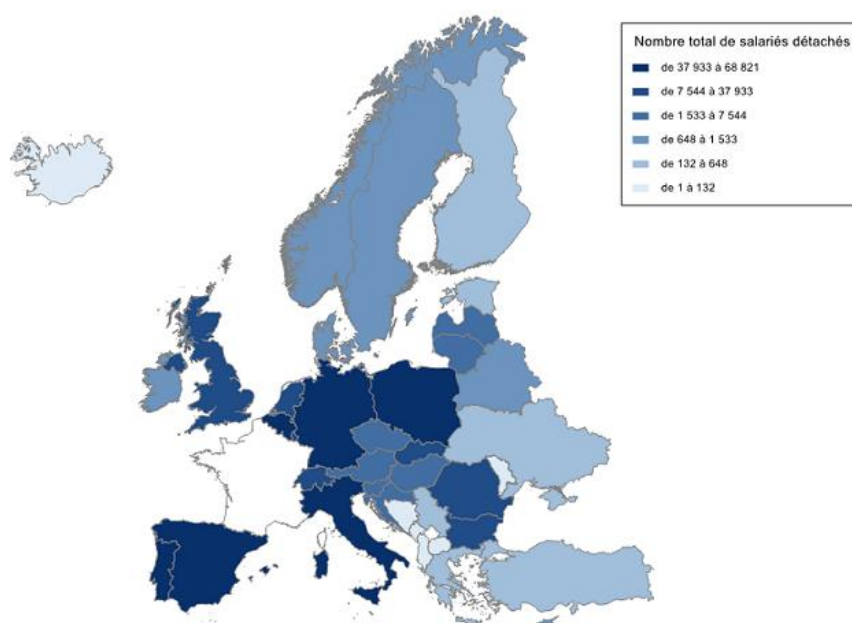 Nombre total de salariés détachés
de 37 933 à 68 821
de 7 544 à 37 933
de 1 533 à 7 544
de 648 à 1 533
de 132 à 648
de 1 à 132